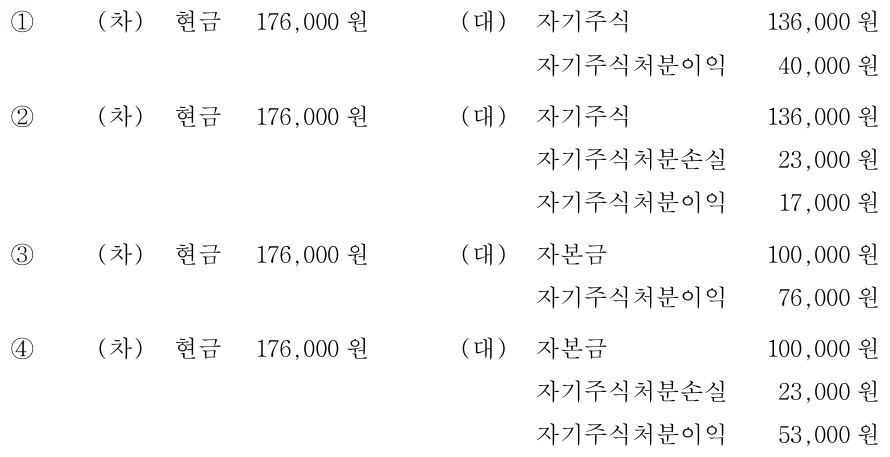 ① (차) 현금 176,000 원 (대) 자기주식 136,000 원
자기주식처분이익 40,000 원
② (차) 현금 176,000 원 (대) 자기주식 136,000 원
자기주식처분손실 23,000 원
자기주식처분이익 17,000 원
③ (차) 현금 176,000 원 (대) 자본금 100,000 원
자기주식처분이익 76,000 원
④ (차) 현금 176,000 원 (대) 자본금 100,000 원
자기주식처분손실 23,000 원
자기주식처분이익 53,000 원